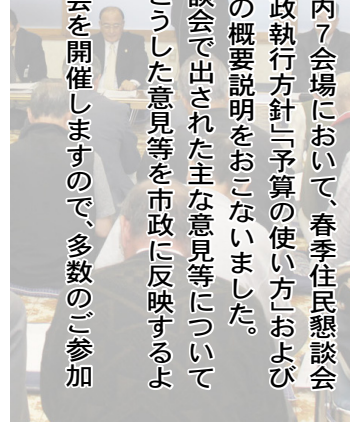 内７会場において、春季住民懇談会
政執行方針」「予算の使い方」および
の概要説明をおこないました。
談会で出された主な意見等について
こうした意見等を市政に反映するよ
会を開催しますので、多数のご参加